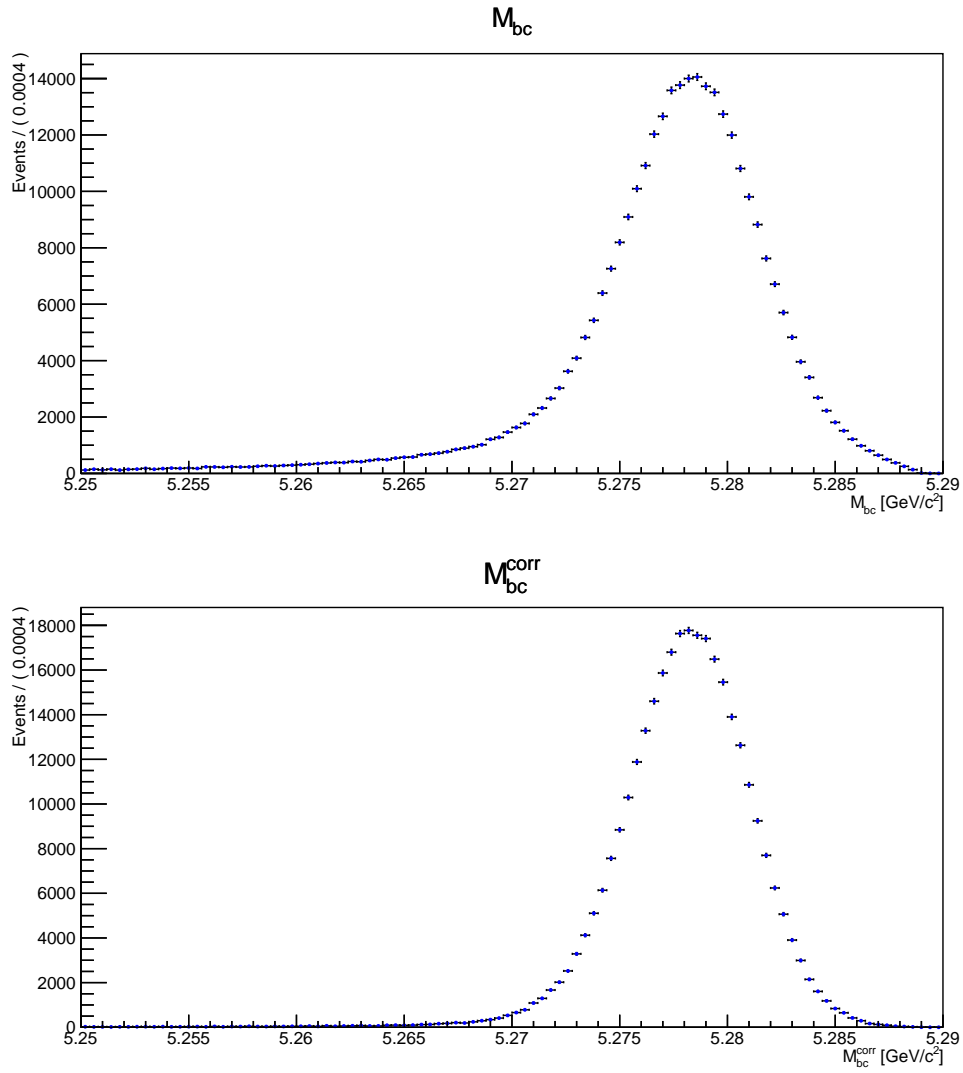 M_bc
Events / ( 0.0004 )
14000
12000
10000
8000
6000
4000
2000
0
5.25 5.255 5.26 5.265 5.27 5.275 5.28 5.285 5.29
M_bc [GeV/c²]
M_bc^corr
Events / ( 0.0004 )
18000
16000
14000
12000
10000
8000
6000
4000
2000
0
5.25 5.255 5.26 5.265 5.27 5.275 5.28 5.285 5.29
M_bc^corr [GeV/c²]